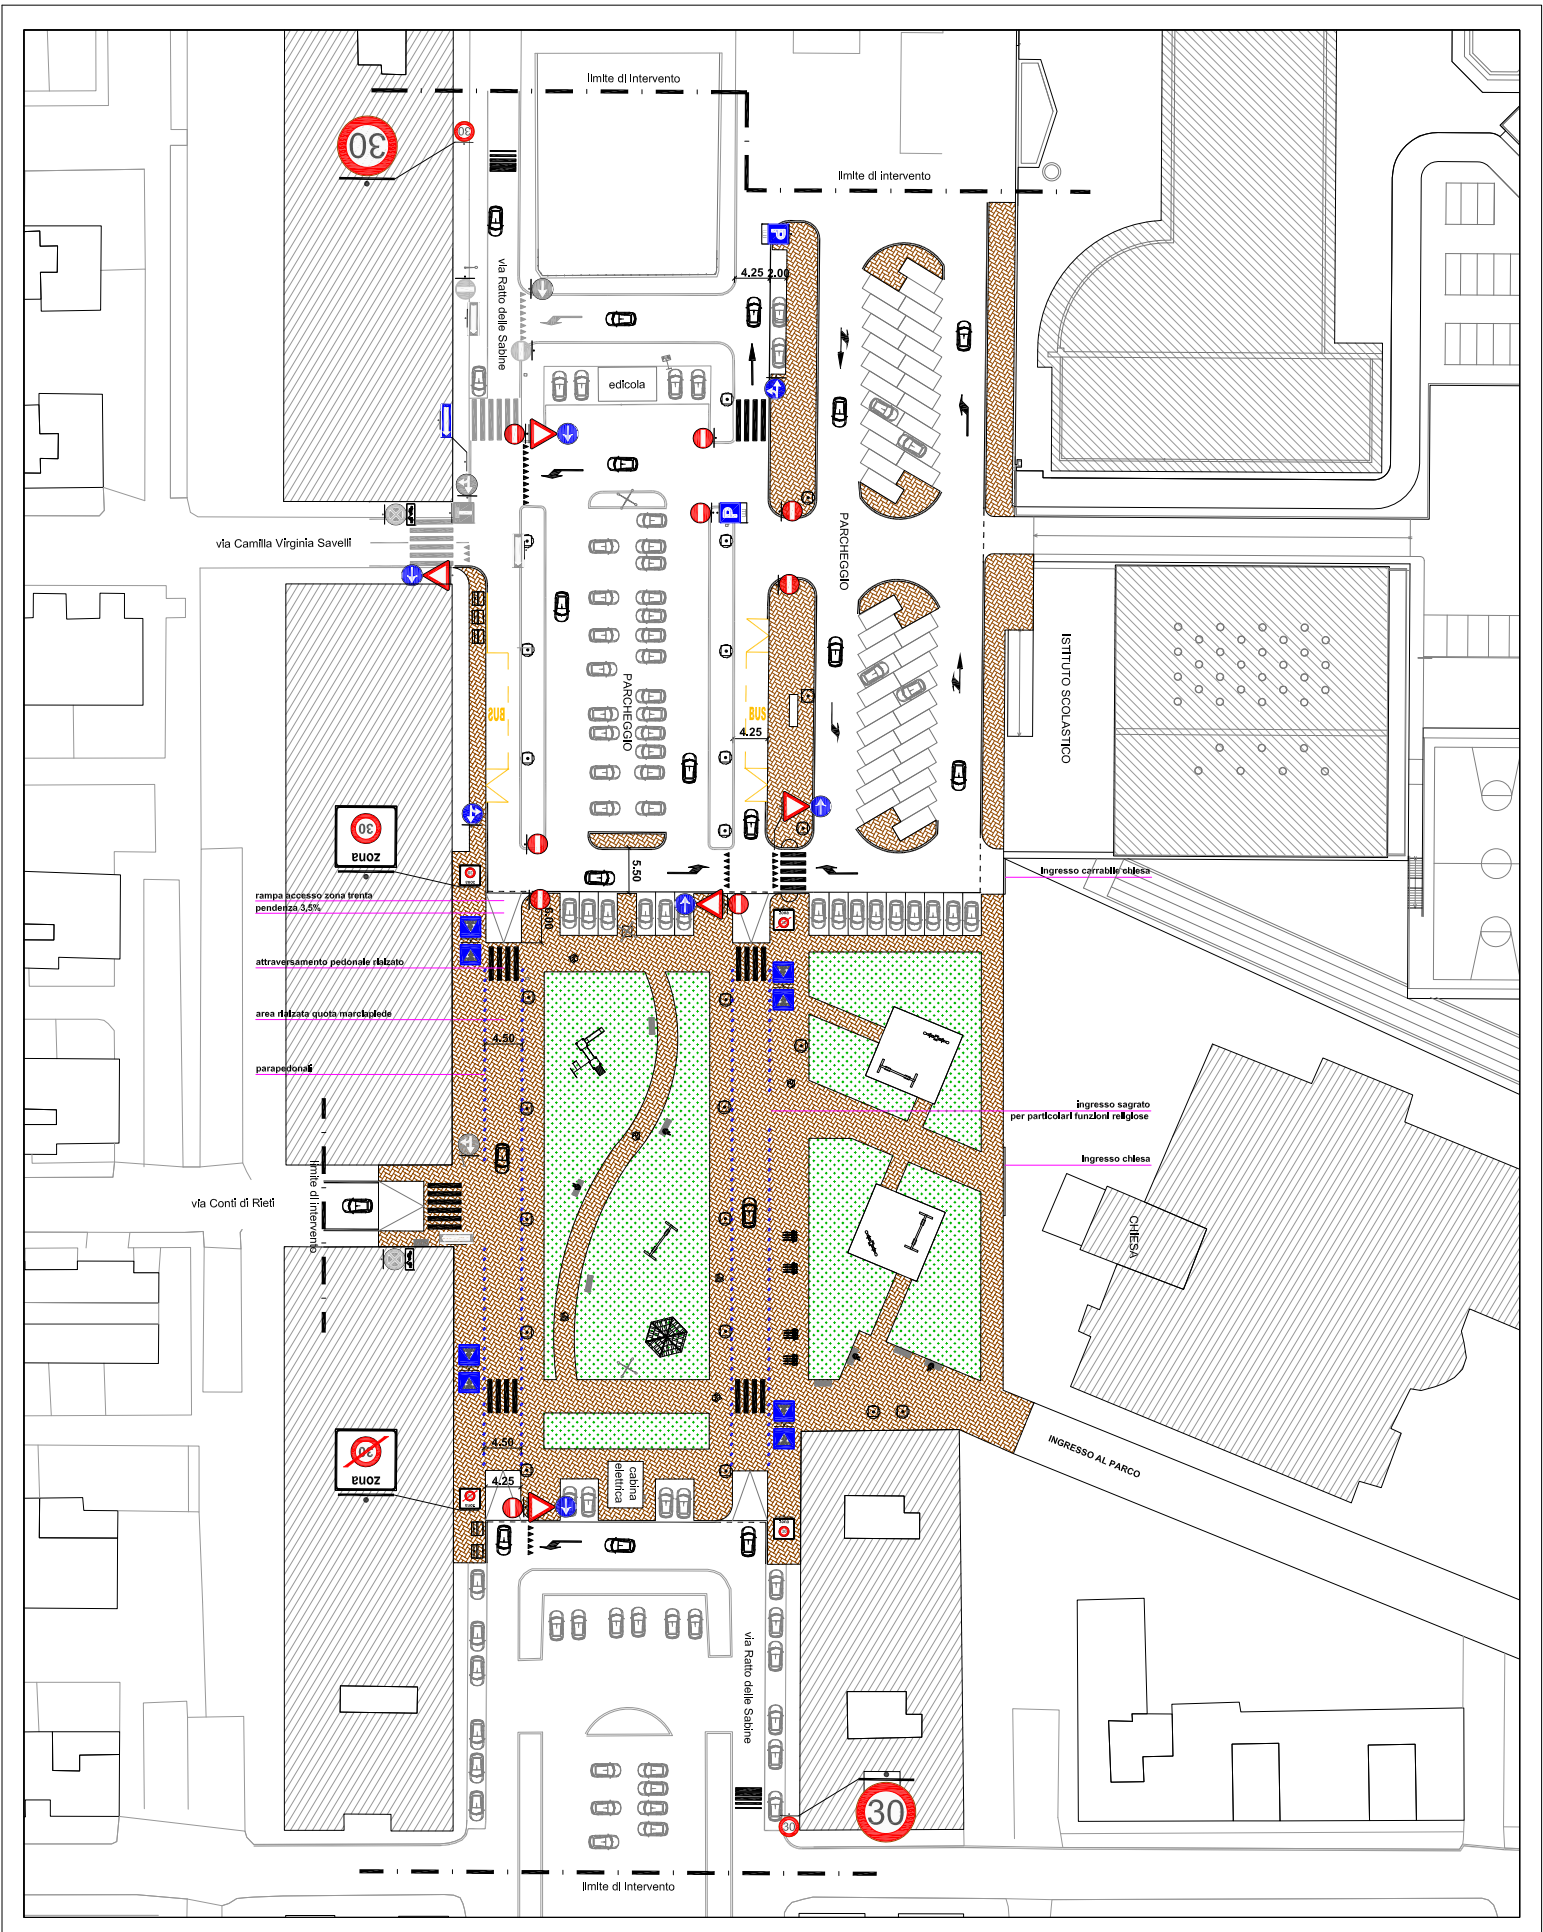 limite di intervento
30
30
limite di intervento
P
via Ratto delle Sabine
4.25 2.00
edicola
P
via Camilla Virginia Savelli
PARCHEGGIO
ISTITUTO SCOLASTICO
PARCHEGGIO
BUS
BUS
4.25
30
zona
5.50
rampa accesso zona trenta
pendenza 3,5%
6.00
ingresso carrabile chiesa
attraversamento pedonale rialzato
area rialzata quota marciapiede
4.50
parapedonali
ingresso sagrato
per particolari funzioni religiose
ingresso chiesa
limite di intervento
via Conti di Rieti
CHIESA
30
zona
4.50
4.25
cabina
elettrica
INGRESSO AL PARCO
via Ratto delle Sabine
30
30
limite di intervento